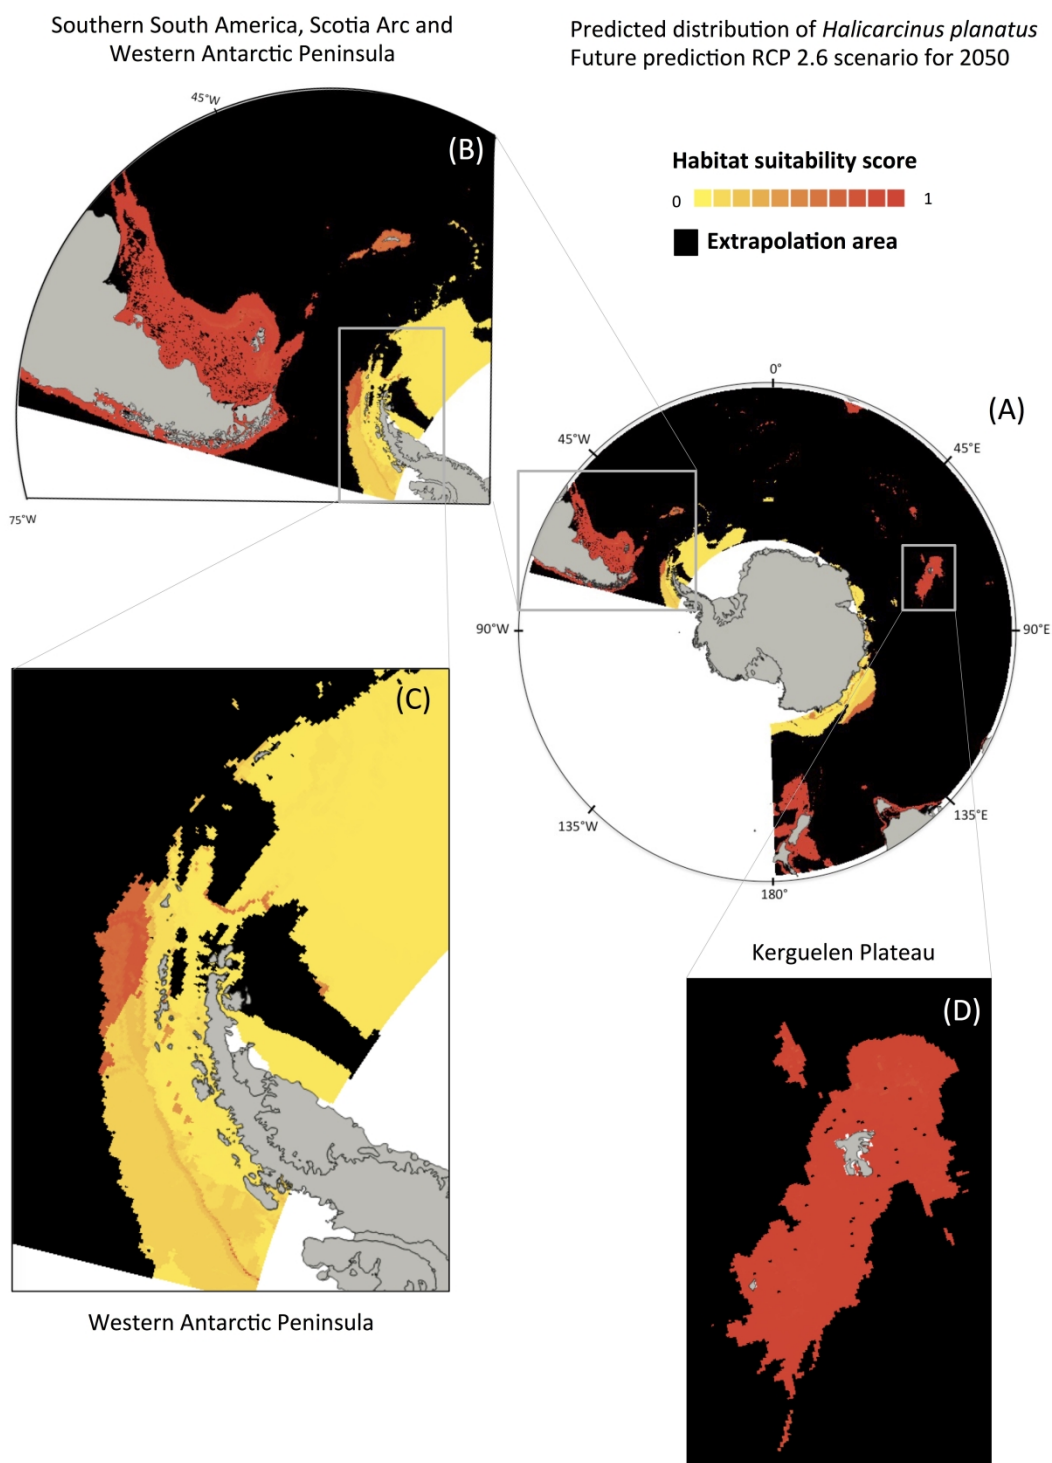 Southern South America, Scotia Arc and
Western Antarctic Peninsula
Predicted distribution of Halicarcinus planatus
Future prediction RCP 2.6 scenario for 2050
45°W
(B)
Habitat suitability score
0 1
Extrapolation area
75°W
0°
(A)
45°W
45°E
90°W
90°E
(C)
135°W
135°E
180°
Kerguelen Plateau
(D)
Western Antarctic Peninsula